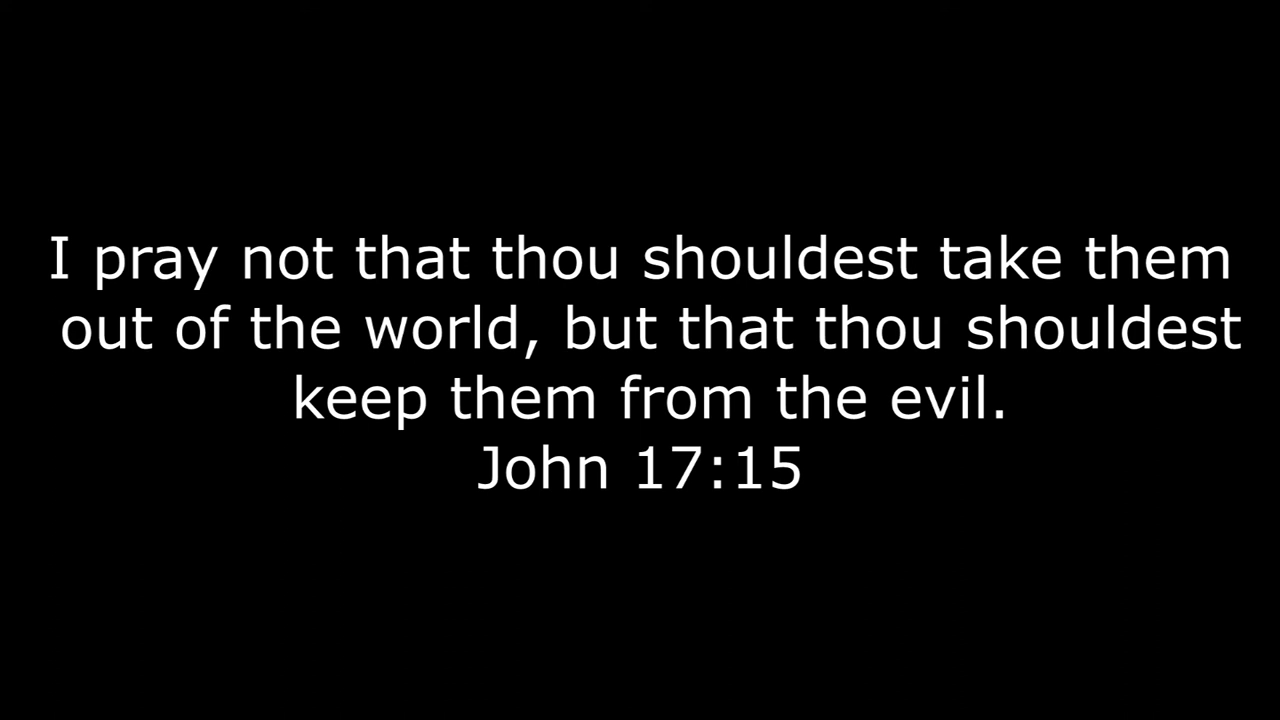 I pray not that thou shouldest take them
out of the world, but that thou shouldest
keep them from the evil.
John 17:15